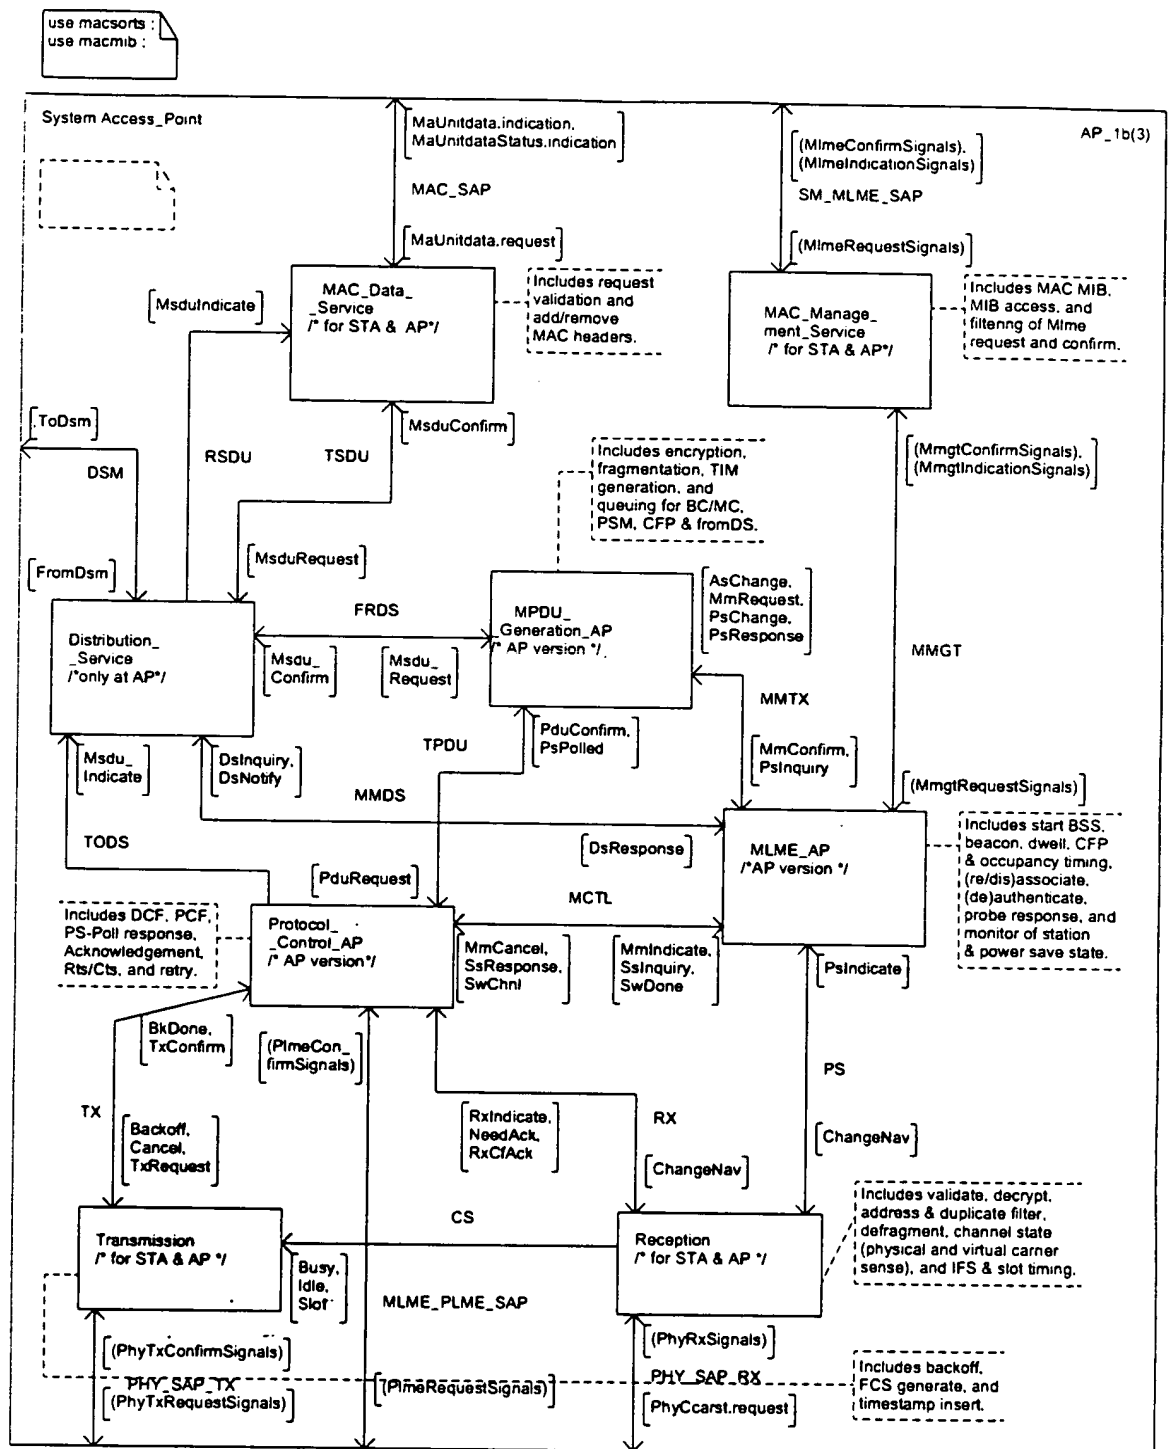 use macsorts ;
use macmib ;
System Access_Point
AP_1b(3)
MaUnitdata.indication,
MaUnitdataStatus.indication
MAC_SAP
MaUnitdata.request
(MlmeConfirmSignals),
(MlmeIndicationSignals)
SM_MLME_SAP
(MlmeRequestSignals)
MsduIndicate
MAC_Data_
_Service
/* for STA & AP*/
Includes request
validation and
add/remove
MAC headers.
MAC_Manage_
ment_Service
/* for STA & AP*/
Includes MAC MIB,
MIB access, and
filtering of Mlme
request and confirm.
ToDsm
DSM
RSDU
TSDU
MsduConfirm
Includes encryption,
fragmentation, TIM
generation, and
queuing for BC/MC,
PSM, CFP & fromDS.
(MmgtConfirmSignals),
(MmgtIndicationSignals)
FromDsm
MsduRequest
Distribution_
_Service
/*only at AP*/
FRDS
Msdu_
Confirm
Msdu_
Request
MPDU_
_Generation_AP
/* AP version */
AsChange,
MmRequest,
PsChange,
PsResponse
MMGT
MMTX
Msdu_
Indicate
DsInquiry,
DsNotify
TPDU
PduConfirm,
PsPolled
MmConfirm,
PsInquiry
MMDS
(MmgtRequestSignals)
TODS
DsResponse
MLME_AP
/*AP version */
Includes start BSS,
beacon, dwell, CFP
& occupancy timing,
(re/dis)associate,
(de)authenticate,
probe response, and
monitor of station
& power save state.
PduRequest
MCTL
Includes DCF, PCF,
PS-Poll response,
Acknowledgement,
Rts/Cts, and retry.
Protocol_
_Control_AP
/* AP version*/
MmCancel,
SsResponse,
SwChnl
MmIndicate,
SsInquiry,
SwDone
PsIndicate
BkDone,
TxConfirm
(PlmeCon_
firmSignals)
PS
TX
Backoff,
Cancel,
TxRequest
RxIndicate,
NeedAck,
RxCfAck
RX
ChangeNav
ChangeNav
CS
Transmission
/* for STA & AP */
Busy,
Idle,
Slot
Reception
/* for STA & AP */
Includes validate, decrypt,
address & duplicate filter,
defragment, channel state
(physical and virtual carrier
sense), and IFS & slot timing.
MLME_PLME_SAP
(PhyTxConfirmSignals)
PHY_SAP_TX
(PhyTxRequestSignals)
(PlmeRequestSignals)
(PhyRxSignals)
PHY_SAP_RX
PhyCcarst.request
Includes backoff,
FCS generate, and
timestamp insert.